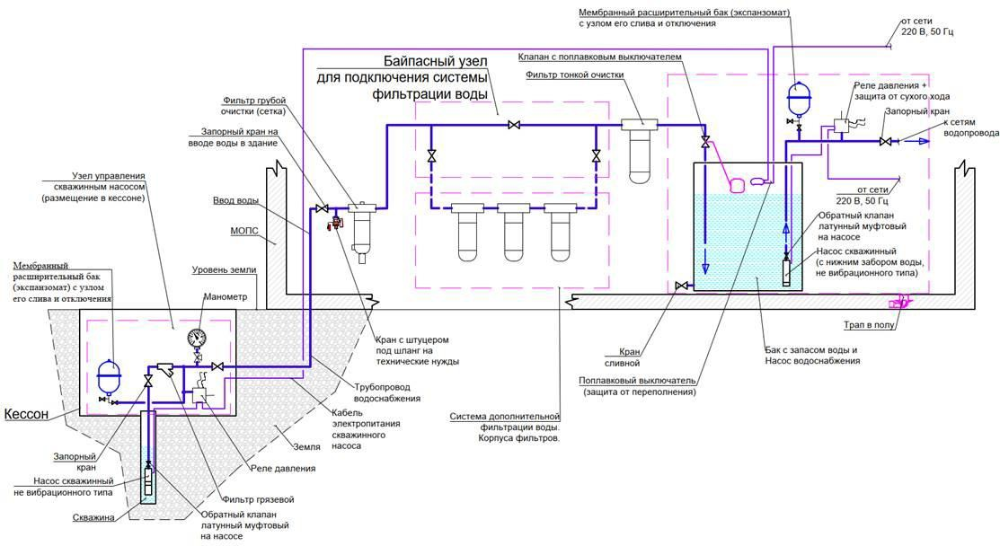 Мембранный расширительный бак (экспанзомат)
с узлом его слива и отключения
от сети
220 В, 50 Гц
Байпасный узел
для подключения системы
фильтрации воды
Клапан с поплавковым выключателем
Фильтр тонкой очистки
Реле давления +
защита от сухого хода
Запорный кран
к сетям
водопровода
Фильтр грубой
очистки (сетка)
Запорный кран на
вводе воды в здание
Узел управления
скважинным насосом
(размещение в кессоне)
Ввод воды
МОПС
Уровень земли
от сети
220 В, 50 Гц
Обратный клапан
латунный муфтовый
на насосе
Насос скважинный
(с нижним забором воды,
не вибрационного типа)
Мембранный
расширительный бак
(экспанзомат) с узлом
его слива и отключения
Манометр
Трап в полу
Кран с штуцером
под шланг на
технические нужды
Кран
сливной
Бак с запасом воды и
Насос водоснабжения
Поплавковый выключатель
(защита от переполнения)
Трубопровод
водоснабжения
Кабель
электропитания
скважинного
насоса
Система дополнительной
фильтрации воды.
Корпуса фильтров.
Кессон
Земля
Запорный
кран
Реле давления
Насос скважинный
не вибрационного типа
Фильтр грязевой
Скважина
Обратный клапан
латунный муфтовый
на насосе